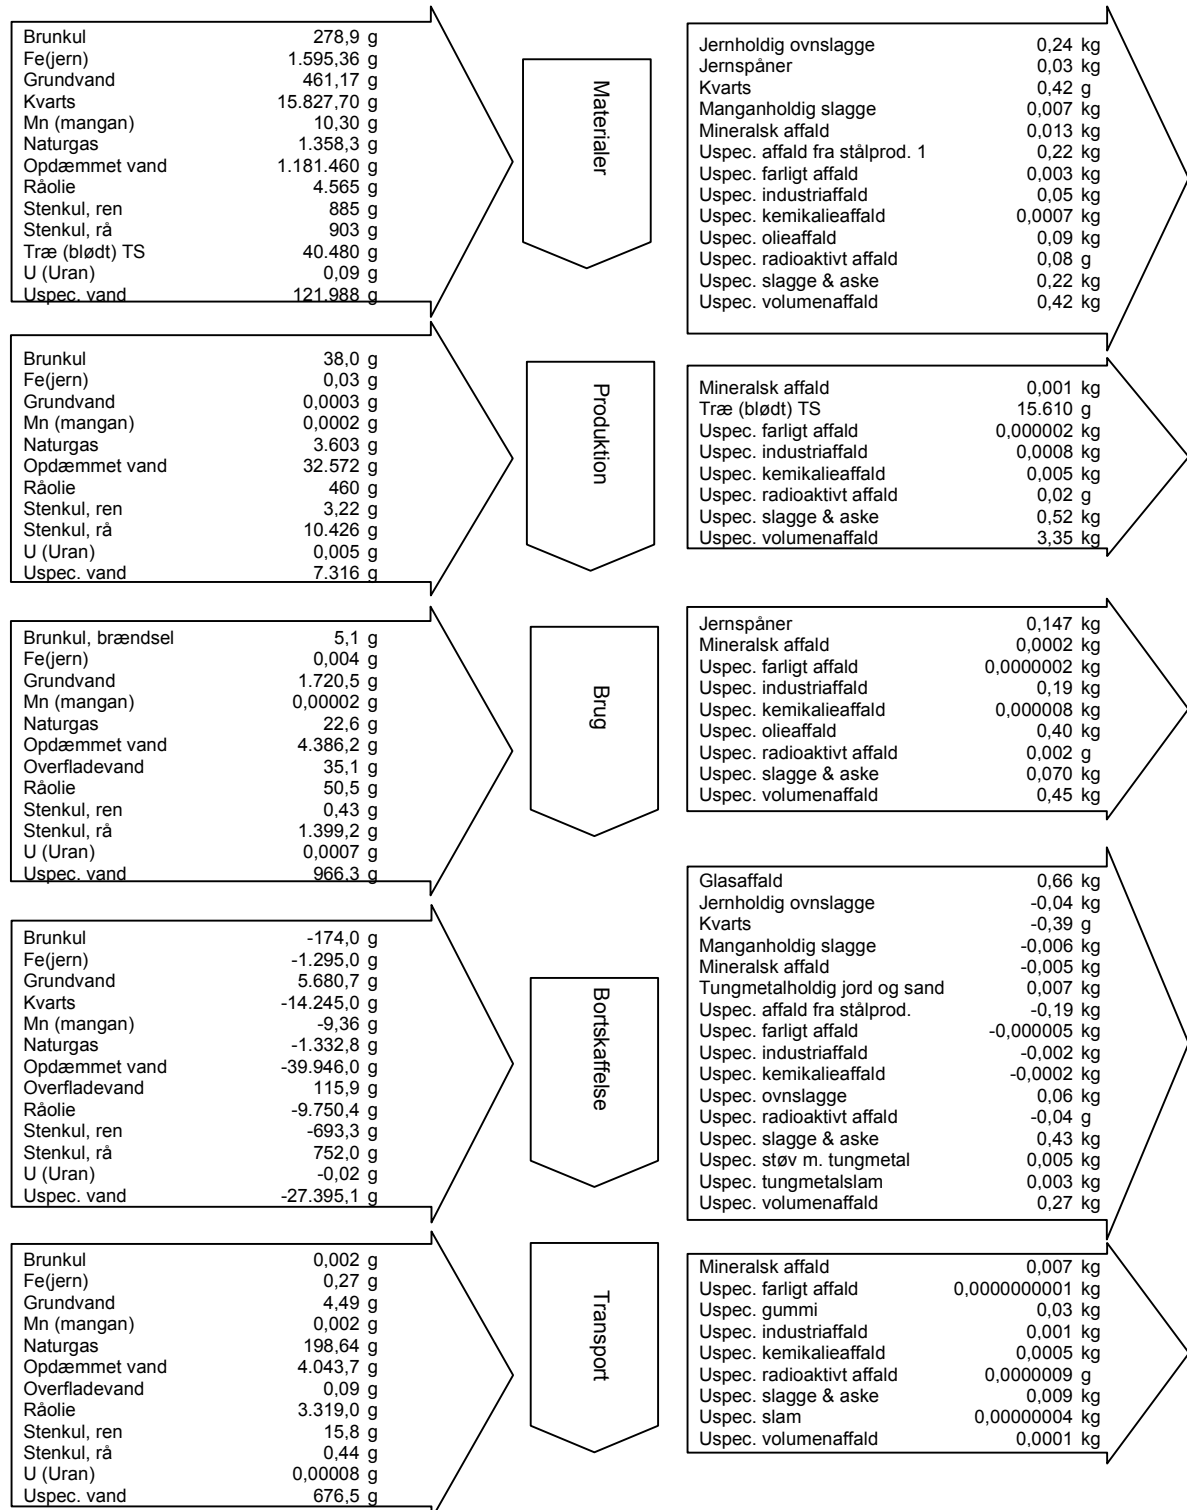 Brunkul 278,9 g
Fe(jern) 1.595,36 g
Grundvand 461,17 g
Kvarts 15.827,70 g
Mn (mangan) 10,30 g
Naturgas 1.358,3 g
Opdæmmet vand 1.181.460 g
Råolie 4.565 g
Stenkul, ren 885 g
Stenkul, rå 903 g
Træ (blødt) TS 40.480 g
U (Uran) 0,09 g
Uspec. vand 121.988 g
Materialer
Jernholdig ovnslagge 0,24 kg
Jernspåner 0,03 kg
Kvarts 0,42 g
Manganholdig slagge 0,007 kg
Mineralsk affald 0,013 kg
Uspec. affald fra stålprod. 1 0,22 kg
Uspec. farligt affald 0,003 kg
Uspec. industriaffald 0,05 kg
Uspec. kemikalieaffald 0,0007 kg
Uspec. olieaffald 0,09 kg
Uspec. radioaktivt affald 0,08 g
Uspec. slagge & aske 0,22 kg
Uspec. volumenaffald 0,42 kg
Brunkul 38,0 g
Fe(jern) 0,03 g
Grundvand 0,0003 g
Mn (mangan) 0,0002 g
Naturgas 3.603 g
Opdæmmet vand 32.572 g
Råolie 460 g
Stenkul, ren 3,22 g
Stenkul, rå 10.426 g
U (Uran) 0,005 g
Uspec. vand 7.316 g
Produktion
Mineralsk affald 0,001 kg
Træ (blødt) TS 15.610 g
Uspec. farligt affald 0,000002 kg
Uspec. industriaffald 0,0008 kg
Uspec. kemikalieaffald 0,005 kg
Uspec. radioaktivt affald 0,02 g
Uspec. slagge & aske 0,52 kg
Uspec. volumenaffald 3,35 kg
Brunkul, brændsel 5,1 g
Fe(jern) 0,004 g
Grundvand 1.720,5 g
Mn (mangan) 0,00002 g
Naturgas 22,6 g
Opdæmmet vand 4.386,2 g
Overfladevand 35,1 g
Råolie 50,5 g
Stenkul, ren 0,43 g
Stenkul, rå 1.399,2 g
U (Uran) 0,0007 g
Uspec. vand 966,3 g
Brug
Jernspåner 0,147 kg
Mineralsk affald 0,0002 kg
Uspec. farligt affald 0,0000002 kg
Uspec. industriaffald 0,19 kg
Uspec. kemikalieaffald 0,000008 kg
Uspec. olieaffald 0,40 kg
Uspec. radioaktivt affald 0,002 g
Uspec. slagge & aske 0,070 kg
Uspec. volumenaffald 0,45 kg
Brunkul -174,0 g
Fe(jern) -1.295,0 g
Grundvand 5.680,7 g
Kvarts -14.245,0 g
Mn (mangan) -9,36 g
Naturgas -1.332,8 g
Opdæmmet vand -39.946,0 g
Overfladevand 115,9 g
Råolie -9.750,4 g
Stenkul, ren -693,3 g
Stenkul, rå 752,0 g
U (Uran) -0,02 g
Uspec. vand -27.395,1 g
Bortskaffelse
Glasaffald 0,66 kg
Jernholdig ovnslagge -0,04 kg
Kvarts -0,39 g
Manganholdig slagge -0,006 kg
Mineralsk affald -0,005 kg
Tungmetalholdig jord og sand 0,007 kg
Uspec. affald fra stålprod. -0,19 kg
Uspec. farligt affald -0,000005 kg
Uspec. industriaffald -0,002 kg
Uspec. kemikalieaffald -0,0002 kg
Uspec. ovnslagge 0,06 kg
Uspec. radioaktivt affald -0,04 g
Uspec. slagge & aske 0,43 kg
Uspec. støv m. tungmetal 0,005 kg
Uspec. tungmetalslam 0,003 kg
Uspec. volumenaffald 0,27 kg
Brunkul 0,002 g
Fe(jern) 0,27 g
Grundvand 4,49 g
Mn (mangan) 0,002 g
Naturgas 198,64 g
Opdæmmet vand 4.043,7 g
Overfladevand 0,09 g
Råolie 3.319,0 g
Stenkul, ren 15,8 g
Stenkul, rå 0,44 g
U (Uran) 0,00008 g
Uspec. vand 676,5 g
Transport
Mineralsk affald 0,007 kg
Uspec. farligt affald 0,0000000001 kg
Uspec. gummi 0,03 kg
Uspec. industriaffald 0,001 kg
Uspec. kemikalieaffald 0,0005 kg
Uspec. radioaktivt affald 0,0000009 g
Uspec. slagge & aske 0,009 kg
Uspec. slam 0,00000004 kg
Uspec. volumenaffald 0,0001 kg